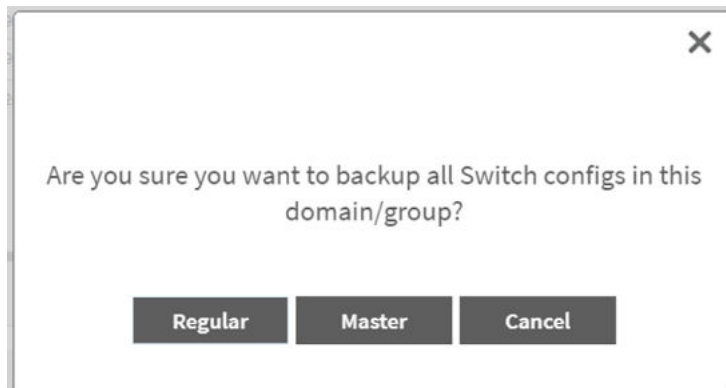 Are you sure you want to backup all Switch configs in this
domain/group?
Regular Master Cancel